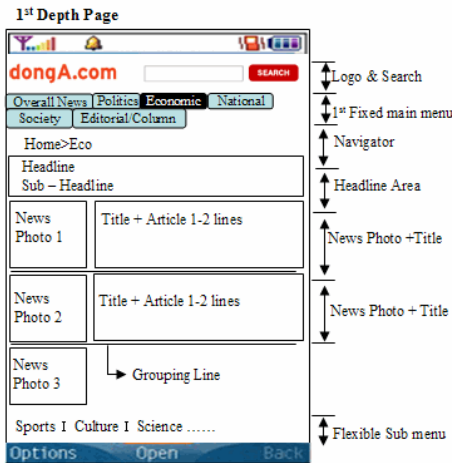 1st Depth Page
dongA.com
SEARCH
Logo & Search
Overall News Politics Economic National
Society Editorial/Column
1st Fixed main menu
Home>Eco
Navigator
Headline
Sub – Headline
Headline Area
News
Photo 1
Title + Article 1-2 lines
News Photo +Title
News
Photo 2
Title + Article 1-2 lines
News Photo + Title
News
Photo 3
Grouping Line
Sports I Culture I Science ......
Flexible Sub menu
Options Open Back